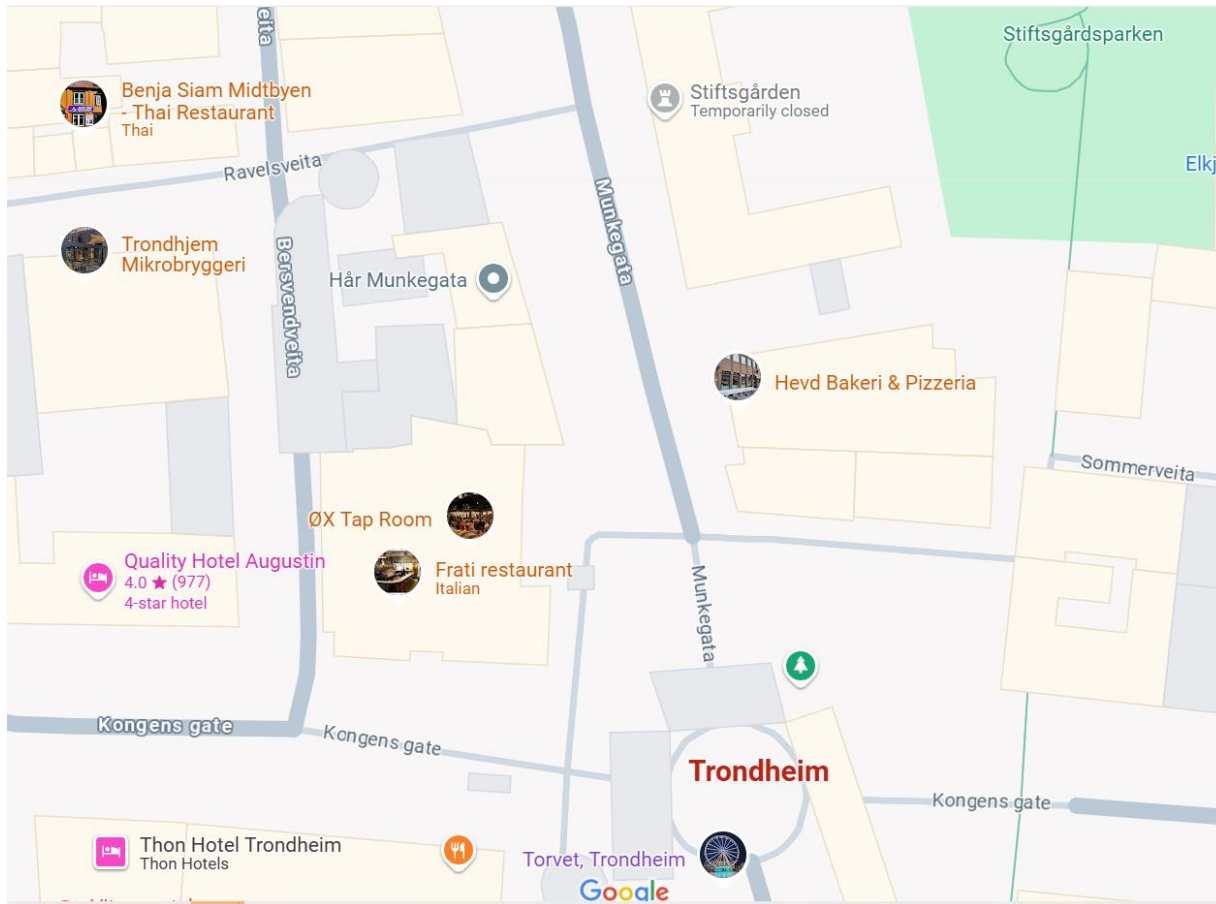 eita
Stiftsgårdsparken
Benja Siam Midtbyen
- Thai Restaurant
Thai
Stiftsgården
Temporarily closed
Elkj
Ravelsveita
Munkegata
Trondhjem
Mikrobryggeri
Bersvendveita
Hår Munkegata
Hevd Bakeri & Pizzeria
Sommerveita
ØX Tap Room
Quality Hotel Augustin
4.0 ★ (977)
4-star hotel
Frati restaurant
Italian
Munkegata
Kongens gate
Kongens gate
Trondheim
Kongens gate
Thon Hotel Trondheim
Thon Hotels
Torvet, Trondheim
Google